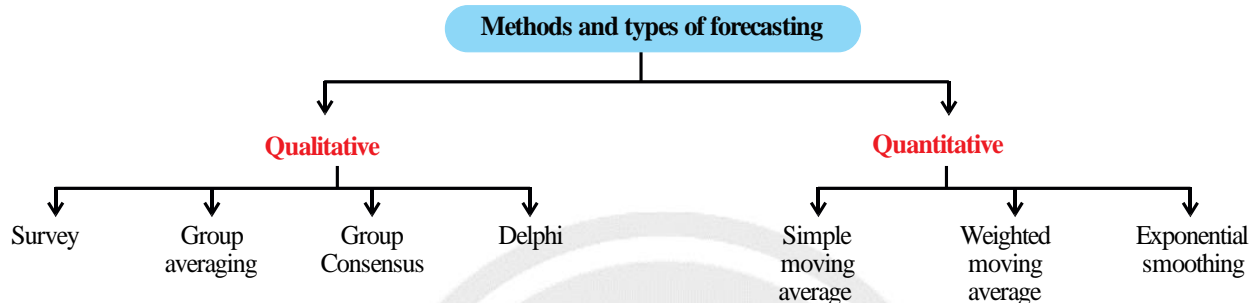 Methods and types of forecasting
Qualitative
Quantitative
Survey
Group
averaging
Group
Consensus
Delphi
Simple
moving
average
Weighted
moving
average
Exponential
smoothing